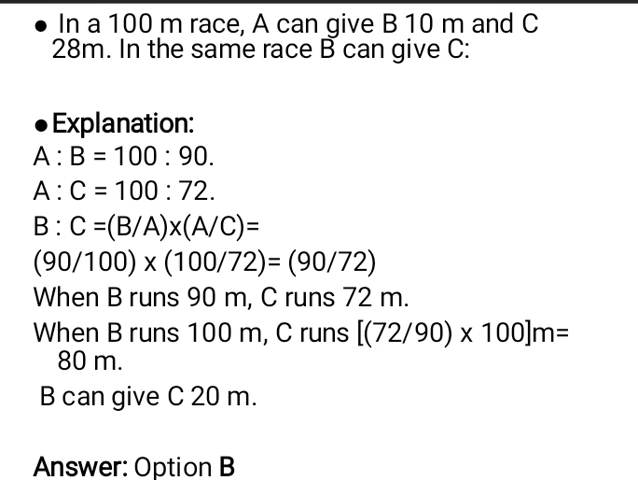 ● In a 100 m race, A can give B 10 m and C
28m. In the same race B can give C:
● Explanation:
A : B = 100 : 90.
A : C = 100 : 72.
B : C =(B/A)x(A/C)=
(90/100) x (100/72)= (90/72)
When B runs 90 m, C runs 72 m.
When B runs 100 m, C runs [(72/90) x 100]m=
80 m.
B can give C 20 m.
Answer: Option B